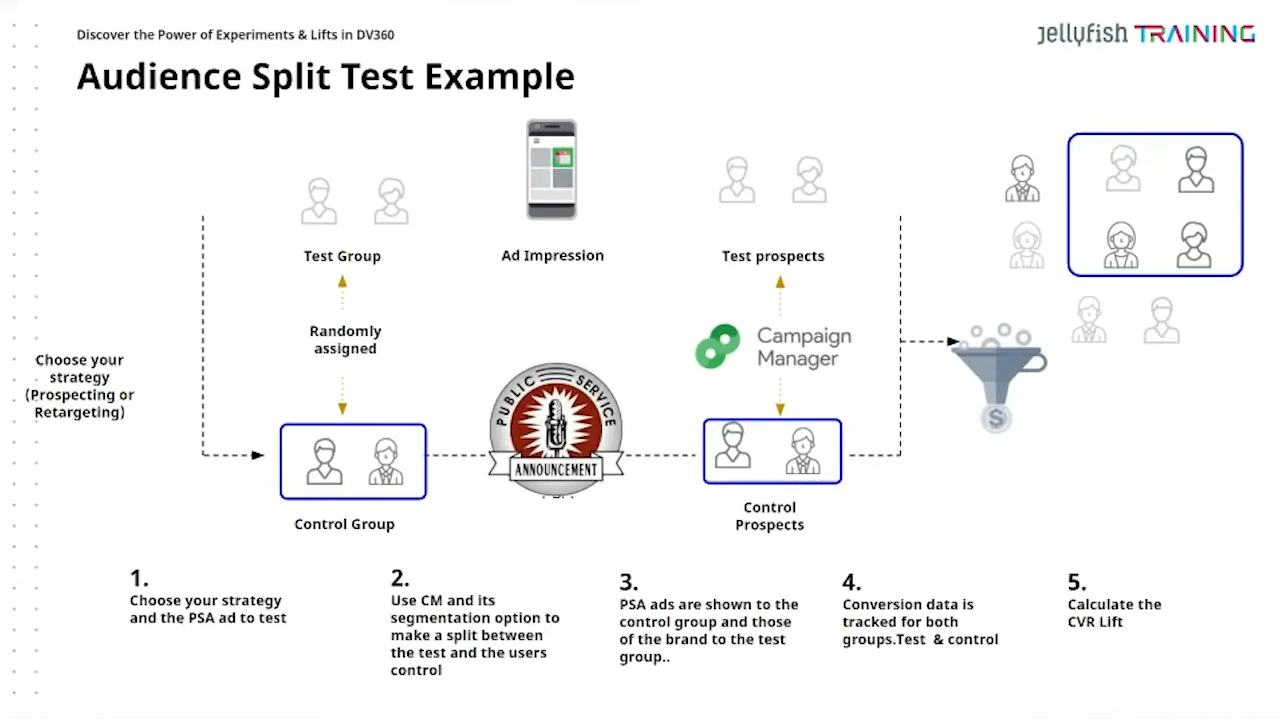 Discover the Power of Experiments & Lifts in DV360
jellyfish TRAINING
Audience Split Test Example
Test Group
Ad Impression
Test prospects
Randomly
assigned
Campaign
Manager
Choose your
strategy
(Prospecting or
Retargeting)
PUBLIC SERVICE
ANNOUNCEMENT
$
Control Group
Control
Prospects
1.
Choose your strategy
and the PSA ad to test
2.
Use CM and its
segmentation option to
make a split between
the test and the users
control
3.
PSA ads are shown to the
control group and those
of the brand to the test
group..
4.
Conversion data is
tracked for both
groups.Test & control
5.
Calculate the
CVR Lift